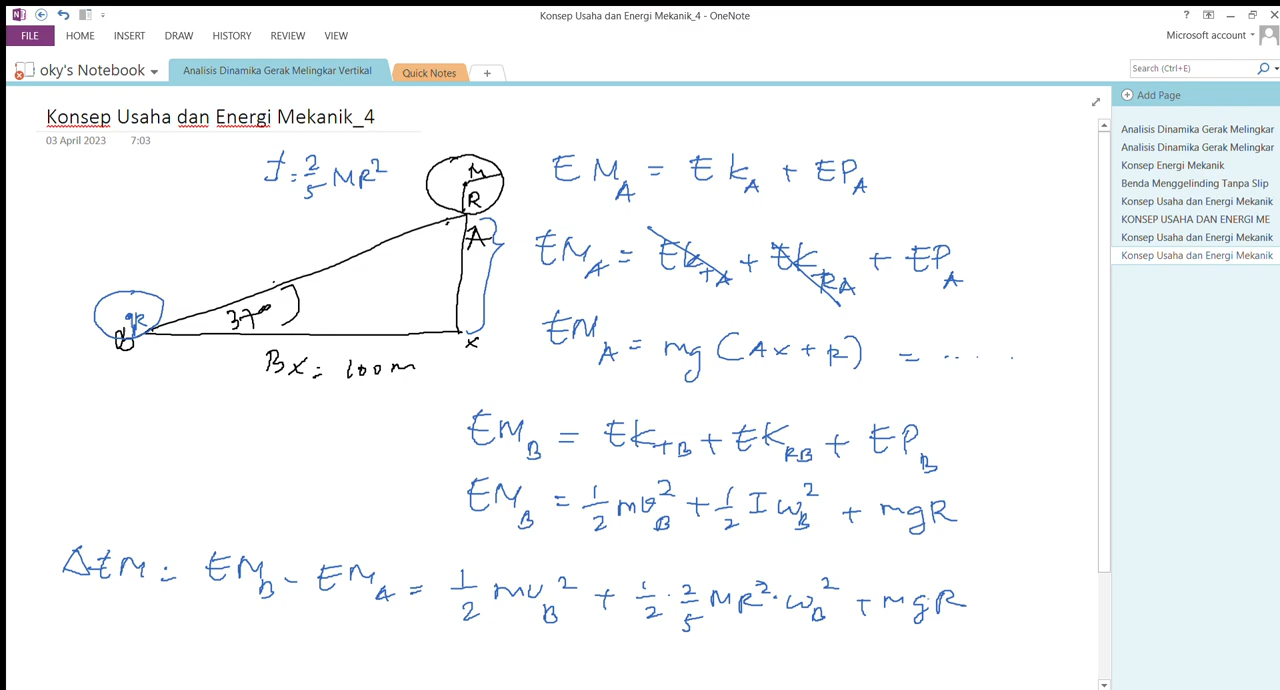 Konsep Usaha dan Energi Mekanik_4 - OneNote
FILE HOME INSERT DRAW HISTORY REVIEW VIEW
Microsoft account
oky's Notebook
Analisis Dinamika Gerak Melingkar Vertikal
Quick Notes
+
Search (Ctrl+E)
Add Page
Analisis Dinamika Gerak Melingkar
Analisis Dinamika Gerak Melingkar
Konsep Energi Mekanik
Benda Menggelinding Tanpa Slip
Konsep Usaha dan Energi Mekanik
KONSEP USAHA DAN ENERGI ME
Konsep Usaha dan Energi Mekanik
Konsep Usaha dan Energi Mekanik
Konsep Usaha dan Energi Mekanik_4
03 April 2023 7:03
I = 2/5 MR²
M
R
A
37°
B
x
BX = 100 m
EM_A = EK_A + EP_A
EM_A = EK_TA + EK_RA + EP_A
EM_A = mg (AX + R) = ......
EM_B = EK_TB + EK_RB + EP_B
EM_B = 1/2 mv_B² + 1/2 I ω_B² + mgR
ΔEM = EM_B - EM_A = 1/2 mv_B² + 1/2 . 2/5 MR² . ω_B² + mgR